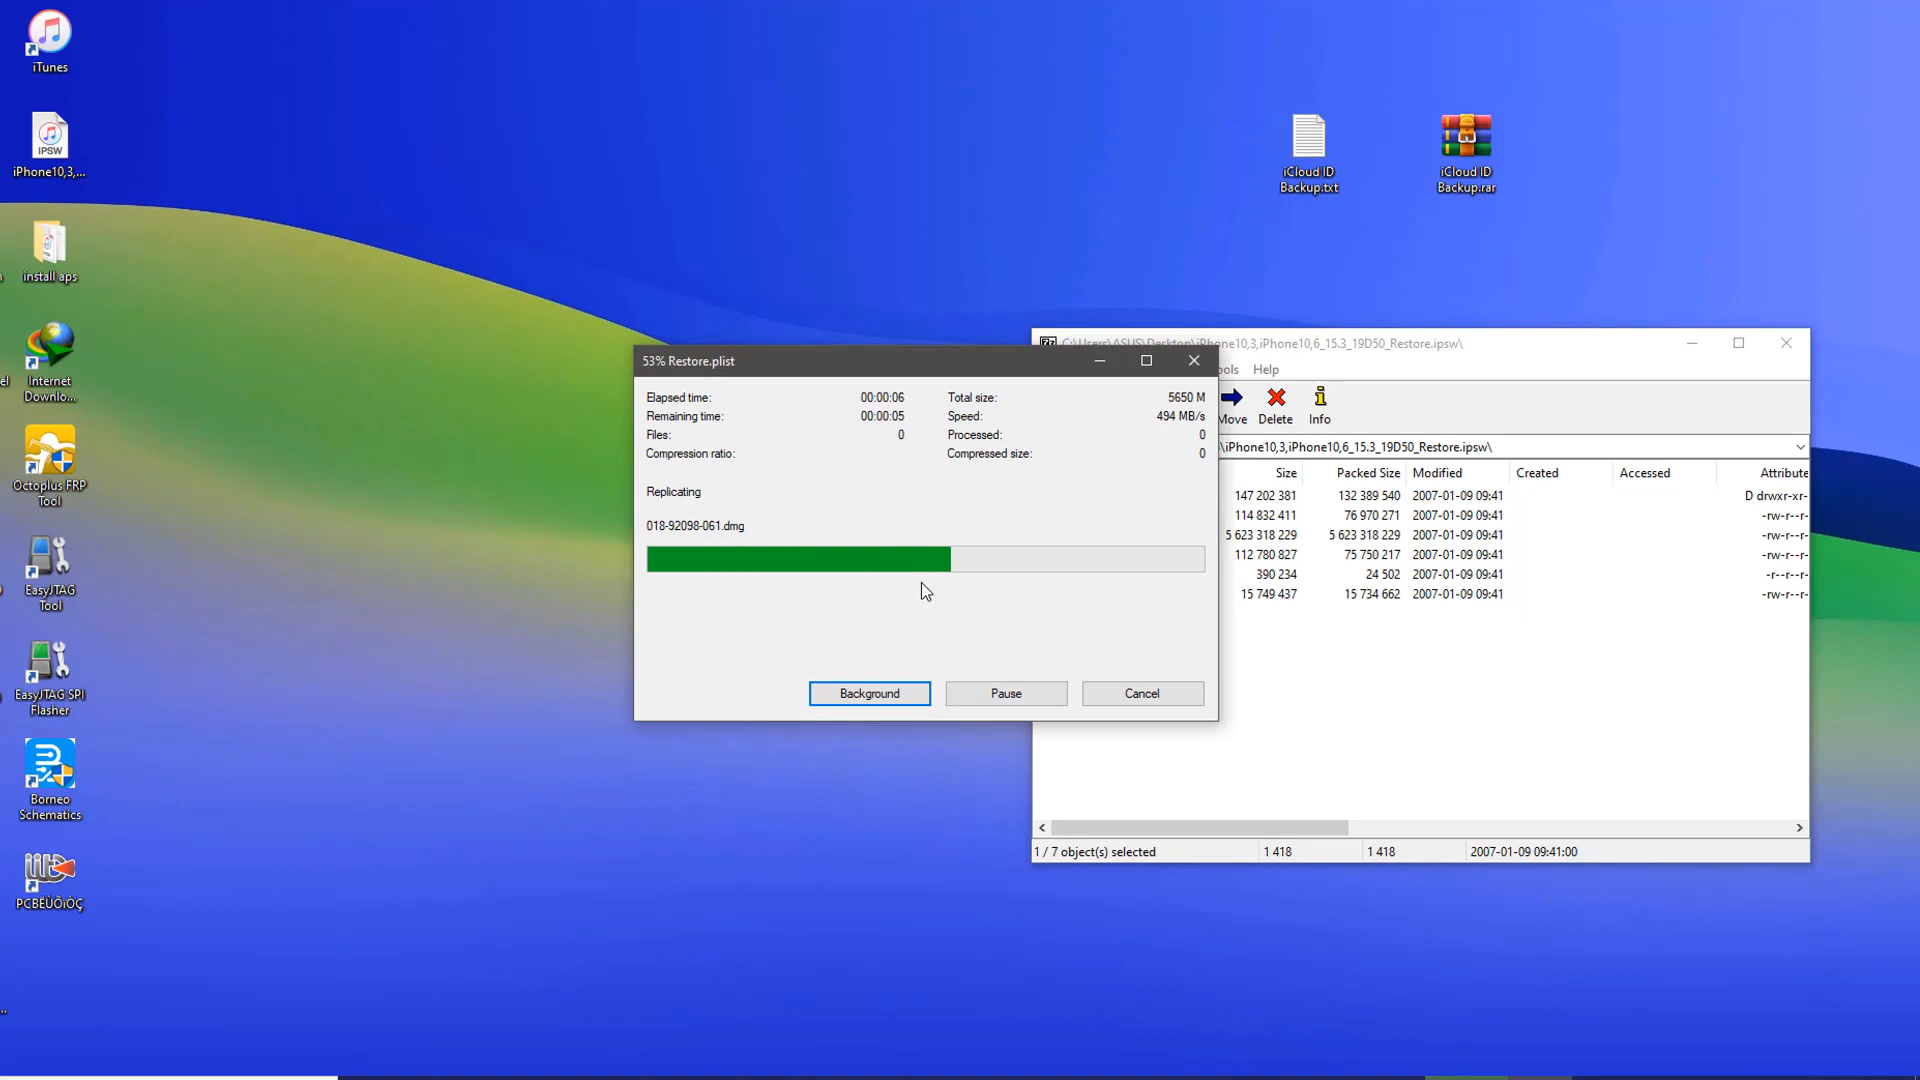 iTunes
IPSW
iPhone10,3,...
install aps
Internet
Downlo...
Octoplus FRP
Tool
EasyJTAG
Tool
EasyJTAG SPI
Flasher
Borneo
Schematics
PCBËÙÖ¡ÓÇ
iCloud ID
Backup.txt
iCloud ID
Backup.rar
53% Restore.plist
Elapsed time: 00:00:06
Total size: 5650 M
Remaining time: 00:00:05
Speed: 494 MB/s
Files: 0
Processed: 0
Compression ratio:
Compressed size: 0
Replicating
018-92098-061.dmg
Background
Pause
Cancel
C:\Users\ASUS\Desktop\iPhone10,3,iPhone10,6_15.3_19D50_Restore.ipsw\
ools Help
Move Delete Info
\iPhone10,3,iPhone10,6_15.3_19D50_Restore.ipsw\
Size Packed Size Modified Created Accessed Attribute
147 202 381 132 389 540 2007-01-09 09:41 D drwxr-xr-
114 832 411 76 970 271 2007-01-09 09:41 -rw-r--r-
5 623 318 229 5 623 318 229 2007-01-09 09:41 -rw-r--r-
112 780 827 75 750 217 2007-01-09 09:41 -rw-r--r-
390 234 24 502 2007-01-09 09:41 -r--r--r-
15 749 437 15 734 662 2007-01-09 09:41 -rw-r--r-
1 / 7 object(s) selected 1 418 1 418 2007-01-09 09:41:00